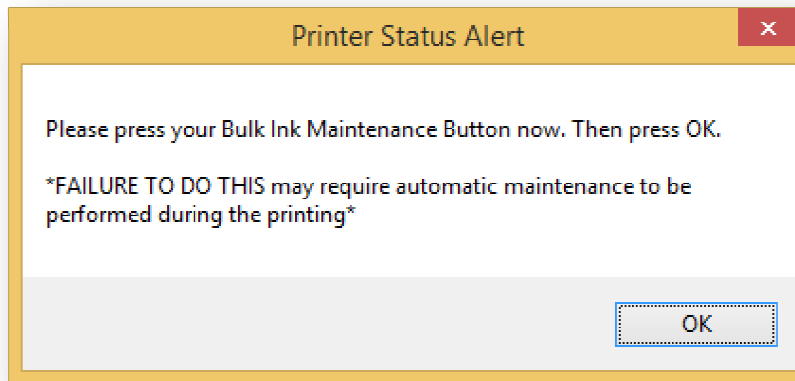 Printer Status Alert
Please press your Bulk Ink Maintenance Button now. Then press OK.
*FAILURE TO DO THIS may require automatic maintenance to be
performed during the printing*
OK